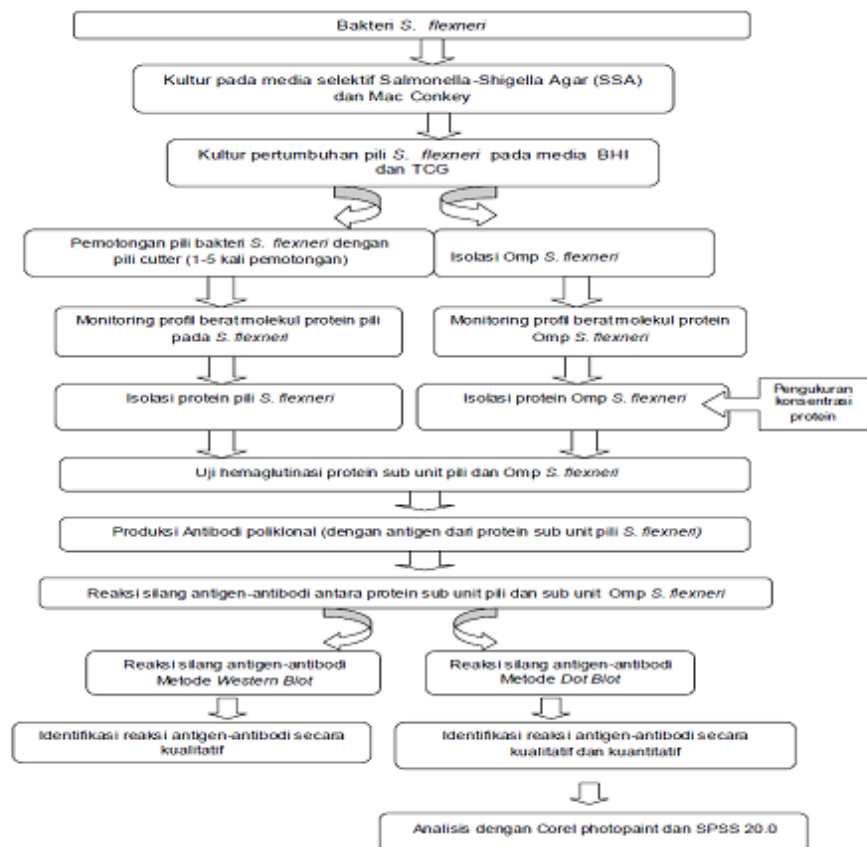 Bakteri S. flexneri
Kultur pada media selektif Salmonella-Shigella Agar (SSA)
dan Mac Conkey
Kultur pertumbuhan pili S. flexneri pada media BHI
dan TCG
Pemotongan pili bakteri S. flexneri dengan
pili cutter (1-5 kali pemotongan)
Isolasi Omp S. flexneri
Monitoring profil berat molekul protein pili
pada S. flexneri
Monitoring profil berat molekul protein
Omp S. flexneri
Isolasi protein pili S. flexneri
Isolasi protein Omp S. flexneri
Pengukuran
konsentrasi
protein
Uji hemaglutinasi protein sub unit pili dan Omp S. flexneri
Produksi Antibodi poliklonal (dengan antigen dari protein sub unit pili S. flexneri)
Reaksi silang antigen-antibodi antara protein sub unit pili dan sub unit Omp S. flexneri
Reaksi silang antigen-antibodi
Metode Western Blot
Reaksi silang antigen-antibodi
Metode Dot Blot
Identifikasi reaksi antigen-antibodi secara
kualitatif
Identifikasi reaksi antigen-antibodi secara
kualitatif dan kuantitatif
Analisis dengan Corel photopaint dan SPSS 20.0